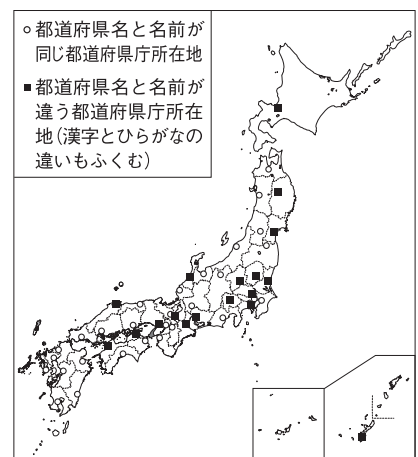 ○都道府県名と名前が
同じ都道府県庁所在地
■都道府県名と名前が
違う都道府県庁所在
地(漢字とひらがなの
違いもふくむ)